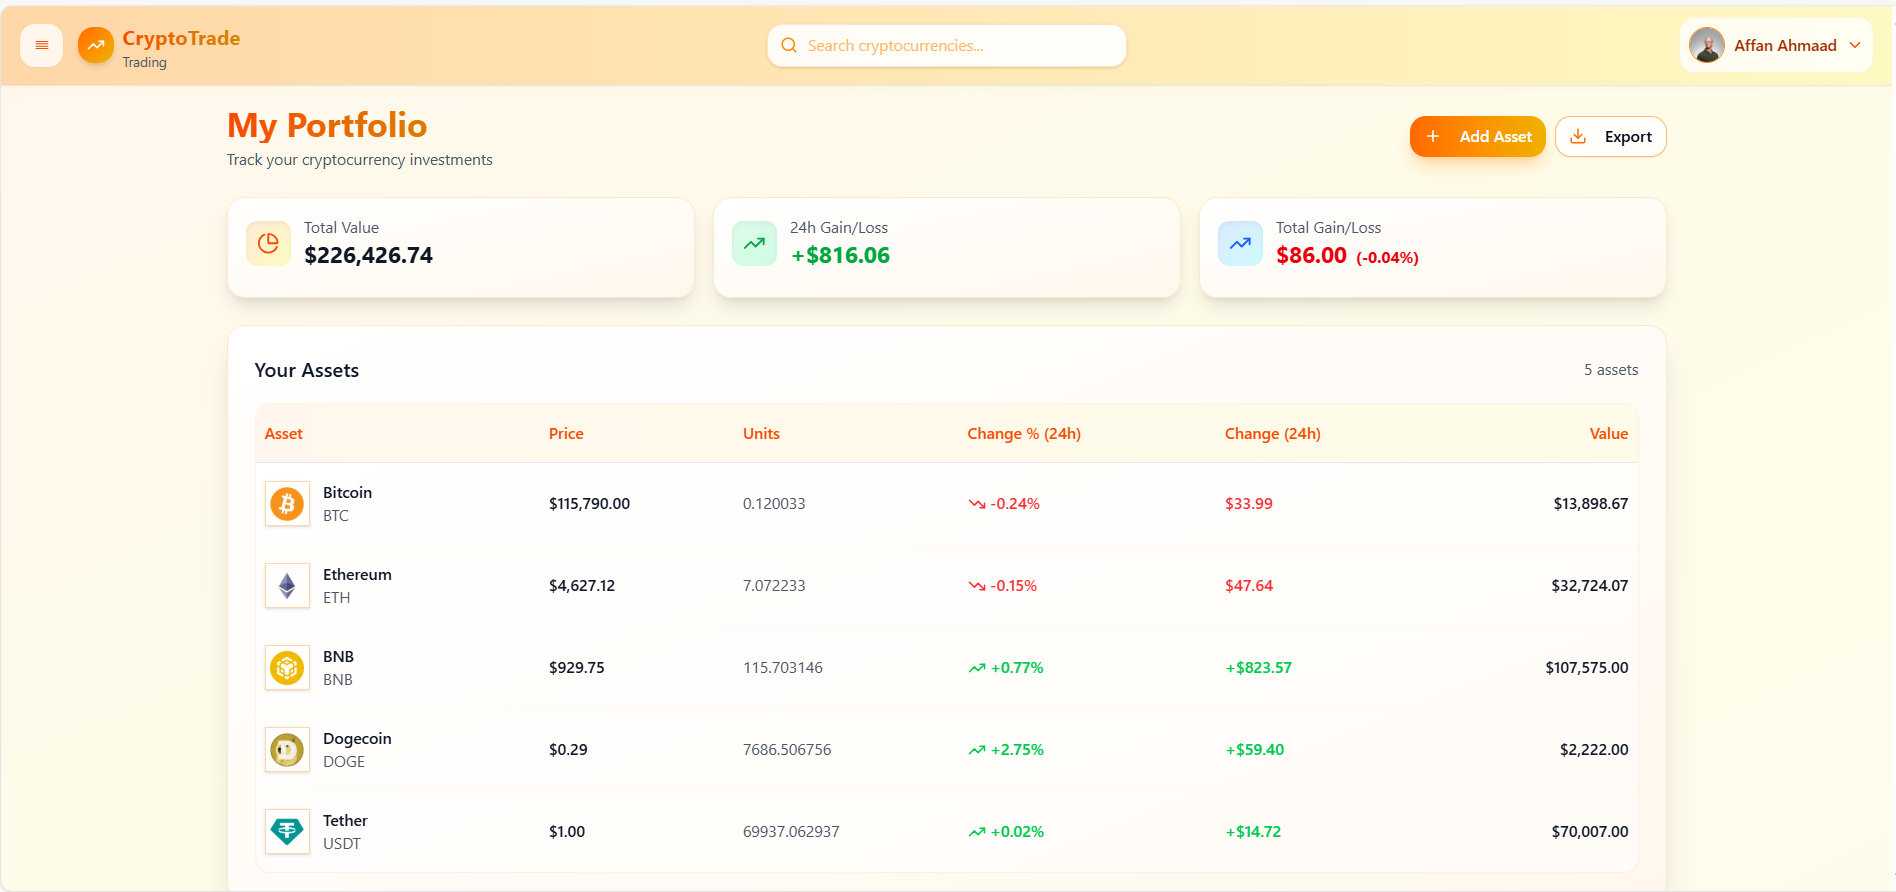 CryptoTrade
Trading
Search cryptocurrencies...
Affan Ahmaad
My Portfolio
Track your cryptocurrency investments
+ Add Asset
Export
Total Value
$226,426.74
24h Gain/Loss
+$816.06
Total Gain/Loss
$86.00 (-0.04%)
Your Assets
5 assets
Asset Price Units Change % (24h) Change (24h) Value
Bitcoin
BTC
$115,790.00 0.120033 -0.24% $33.99 $13,898.67
Ethereum
ETH
$4,627.12 7.072233 -0.15% $47.64 $32,724.07
BNB
BNB
$929.75 115.703146 +0.77% +$823.57 $107,575.00
Dogecoin
DOGE
$0.29 7686.506756 +2.75% +$59.40 $2,222.00
Tether
USDT
$1.00 69937.062937 +0.02% +$14.72 $70,007.00